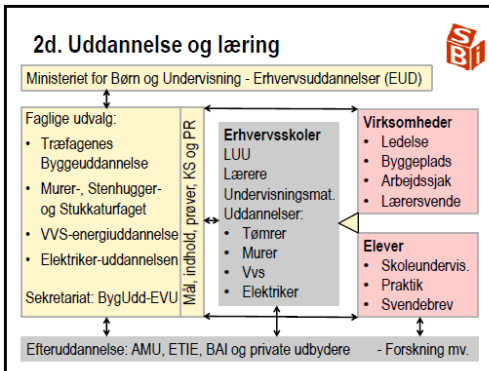 2d. Uddannelse og læring
SBi
Ministeriet for Børn og Undervisning - Erhvervsuddannelser (EUD)
Faglige udvalg:
• Træfagenes
Byggeuddannelse
• Murer-, Stenhugger-
og Stukkaturfaget
• VVS-energiuddannelse
• Elektriker-uddannelsen
Sekretariat: BygUdd-EVU
Mål, indhold, prøver, KS og PR
Erhvervsskoler
LUU
Lærere
Undervisningsmat.
Uddannelser:
• Tømrer
• Murer
• Vvs
• Elektriker
Virksomheder
• Ledelse
• Byggeplads
• Arbejdssjak
• Lærersvende
Elever
• Skoleundervis.
• Praktik
• Svendebrev
Efteruddannelse: AMU, ETIE, BAI og private udbydere - Forskning mv.